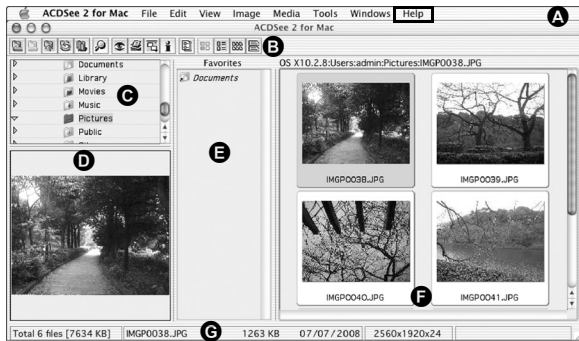 ACDSee 2 for Mac File Edit View Image Media Tools Windows Help A
ACDSee 2 for Mac
B
Documents
Library
Movies
Music
Pictures
Public
C
D
Favorites
Documents
E
OS X10.2.8:Users:admin:Pictures:IMGP0038.JPG
IMGP0038.JPG IMGP0039.JPG
IMGP0040.JPG IMGP0041.JPG
F
Total 6 files [7634 KB] IMGP0038.JPG G 1263 KB 07/07/2008 2560x1920x24